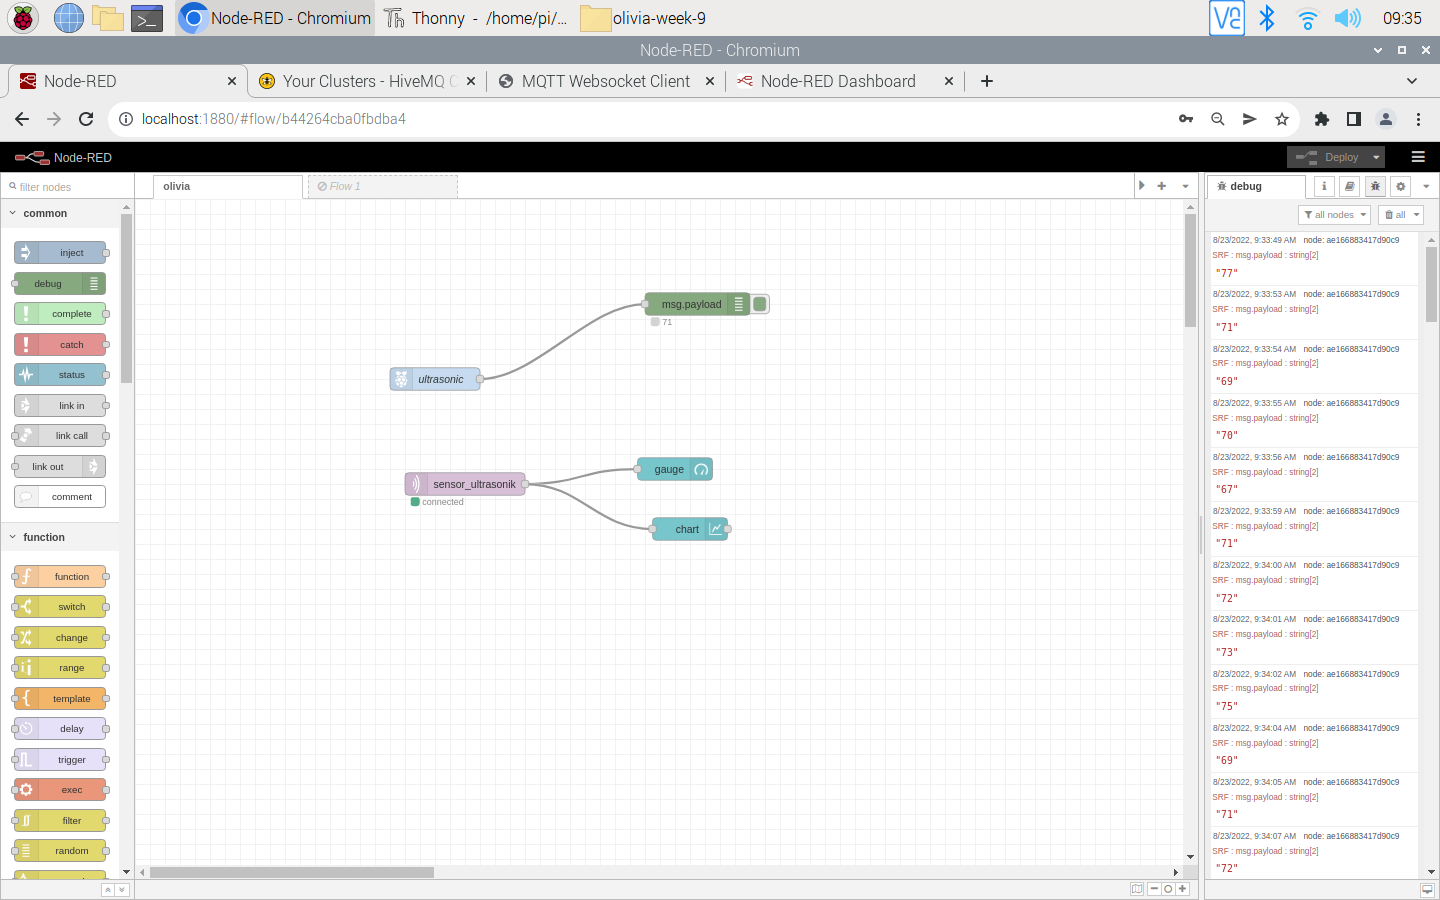 Node-RED - Chromium
Thonny - /home/pi/...
olivia-week-9
09:35
Node-RED - Chromium
Node-RED
Your Clusters - HiveMQ C
MQTT Websocket Client
Node-RED Dashboard
localhost:1880/#flow/b44264cba0fbdba4
Node-RED
Deploy
filter nodes
olivia
Flow 1
debug
all nodes
all
common
inject
debug
complete
catch
status
link in
link call
link out
comment
function
function
switch
change
range
template
delay
trigger
exec
filter
random
msg.payload
71
ultrasonic
sensor_ultrasonik
connected
gauge
chart
8/23/2022, 9:33:49 AM node: ae166883417d90c9
SRF : msg.payload : string[2]
"77"
8/23/2022, 9:33:53 AM node: ae166883417d90c9
SRF : msg.payload : string[2]
"71"
8/23/2022, 9:33:54 AM node: ae166883417d90c9
SRF : msg.payload : string[2]
"69"
8/23/2022, 9:33:55 AM node: ae166883417d90c9
SRF : msg.payload : string[2]
"70"
8/23/2022, 9:33:56 AM node: ae166883417d90c9
SRF : msg.payload : string[2]
"67"
8/23/2022, 9:33:59 AM node: ae166883417d90c9
SRF : msg.payload : string[2]
"71"
8/23/2022, 9:34:00 AM node: ae166883417d90c9
SRF : msg.payload : string[2]
"72"
8/23/2022, 9:34:01 AM node: ae166883417d90c9
SRF : msg.payload : string[2]
"73"
8/23/2022, 9:34:02 AM node: ae166883417d90c9
SRF : msg.payload : string[2]
"75"
8/23/2022, 9:34:04 AM node: ae166883417d90c9
SRF : msg.payload : string[2]
"69"
8/23/2022, 9:34:05 AM node: ae166883417d90c9
SRF : msg.payload : string[2]
"71"
8/23/2022, 9:34:07 AM node: ae166883417d90c9
SRF : msg.payload : string[2]
"72"